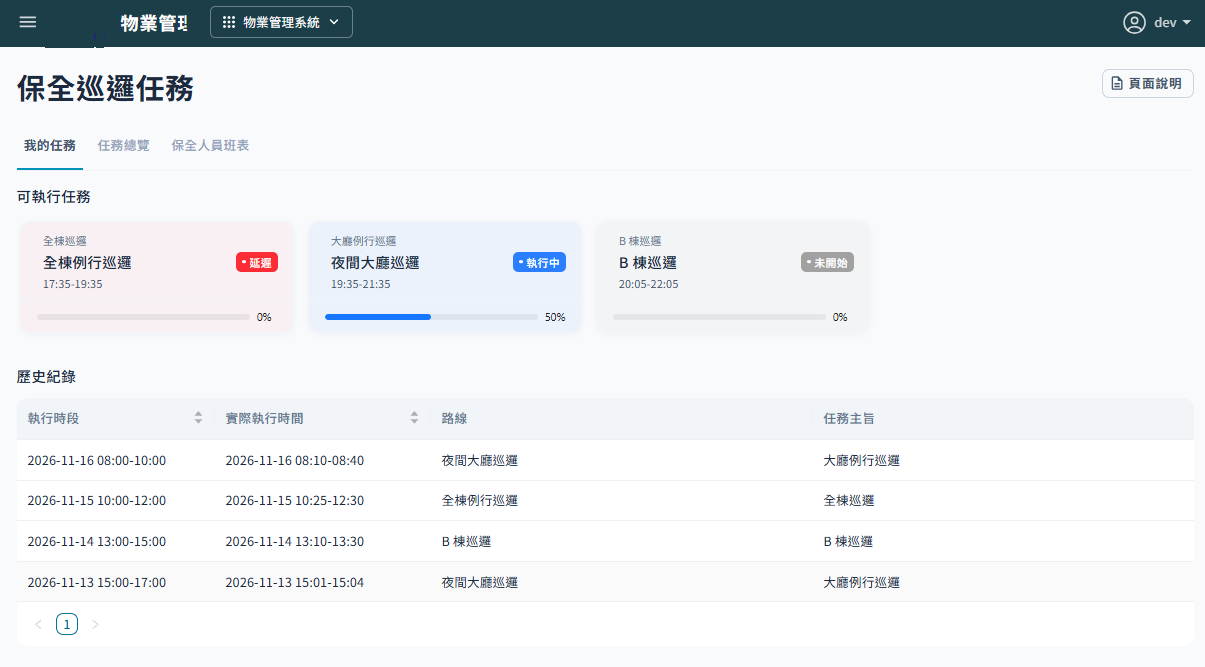 物業管理
物業管理系統
dev
保全巡邏任務
頁面說明
我的任務 任務總覽 保全人員班表
可執行任務
全棟巡邏
全棟例行巡邏
延遲
17:35-19:35
0%
大廳例行巡邏
夜間大廳巡邏
執行中
19:35-21:35
50%
B 棟巡邏
B 棟巡邏
未開始
20:05-22:05
0%
歷史紀錄
執行時段 實際執行時間 路線 任務主旨
2026-11-16 08:00-10:00 2026-11-16 08:10-08:40 夜間大廳巡邏 大廳例行巡邏
2026-11-15 10:00-12:00 2026-11-15 10:25-12:30 全棟例行巡邏 全棟巡邏
2026-11-14 13:00-15:00 2026-11-14 13:10-13:30 B 棟巡邏 B 棟巡邏
2026-11-13 15:00-17:00 2026-11-13 15:01-15:04 夜間大廳巡邏 大廳例行巡邏
1